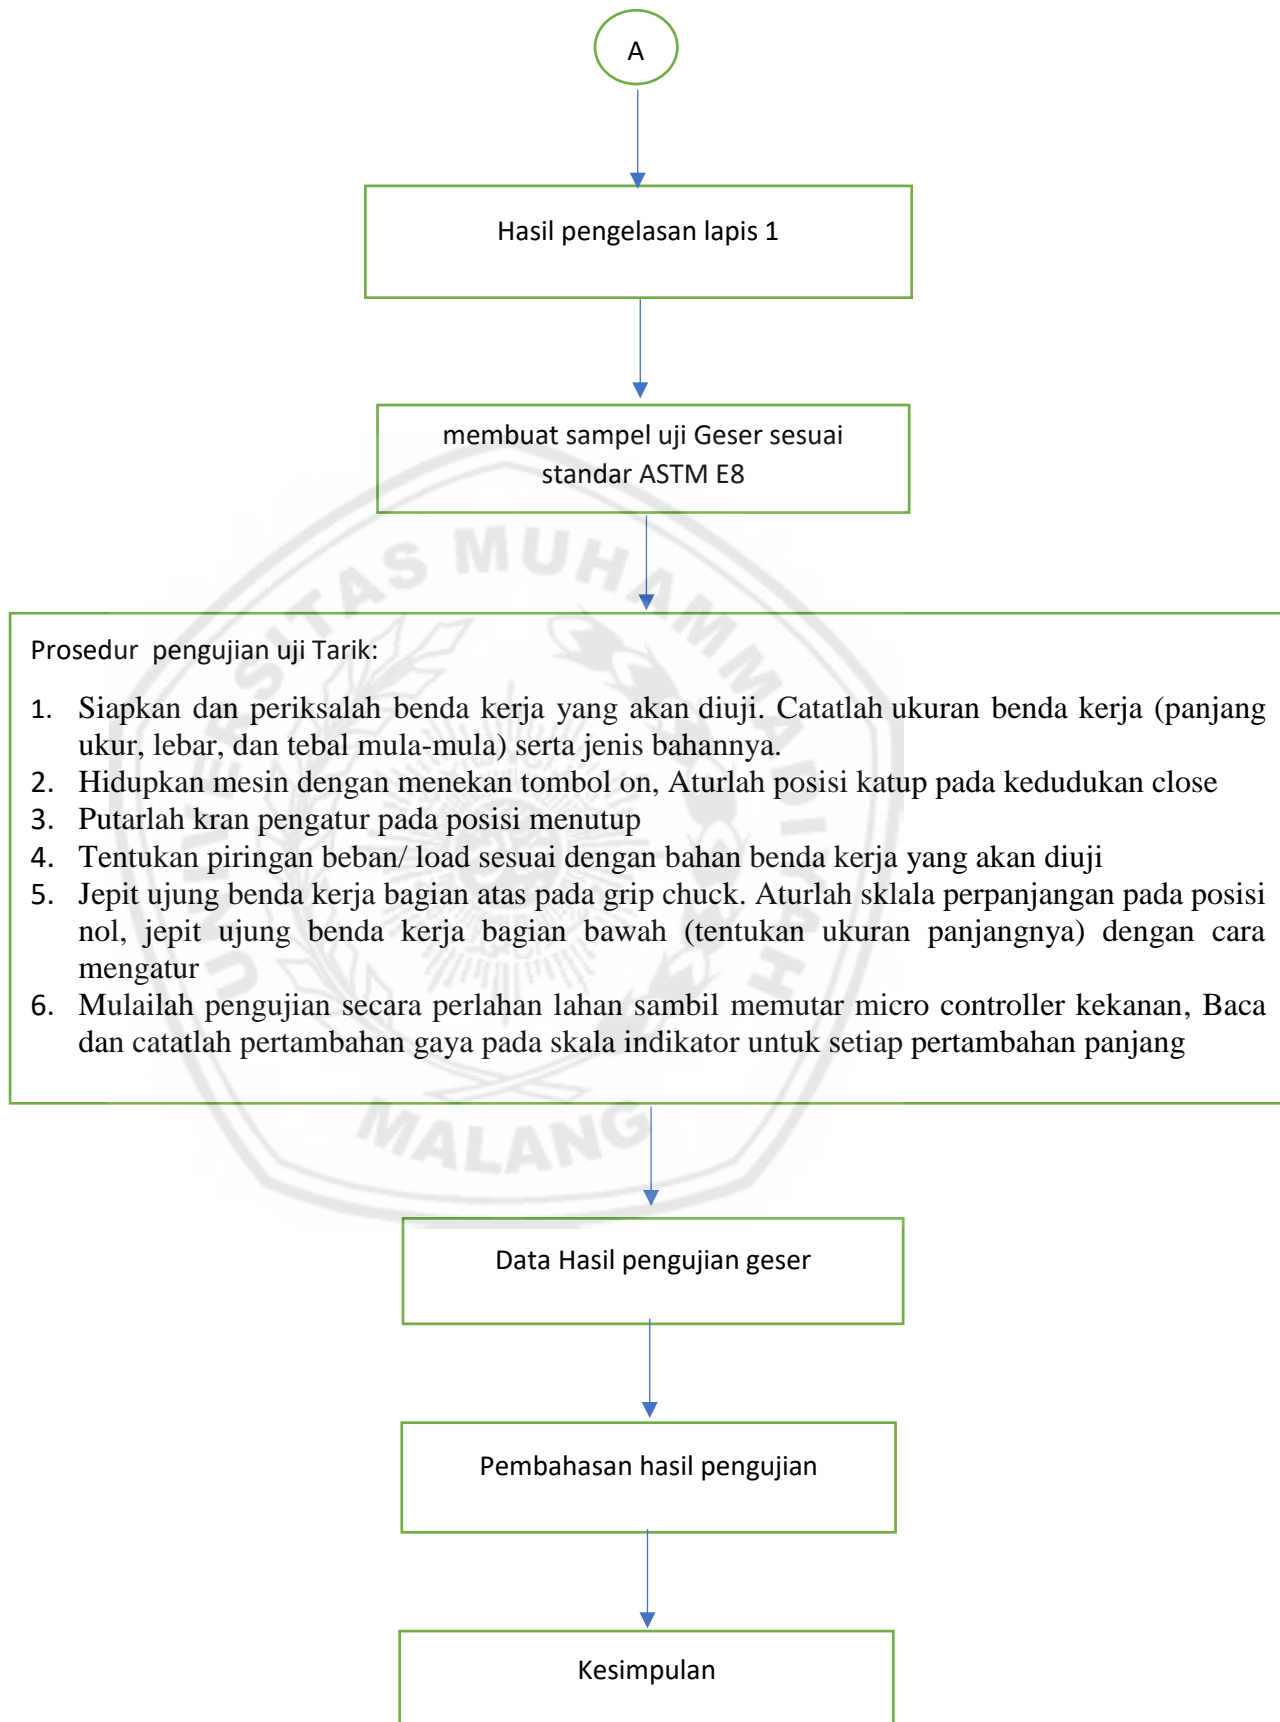 A
Hasil pengelasan lapis 1
membuat sampel uji Geser sesuai
standar ASTM E8
Prosedur pengujian uji Tarik:
1. Siapkan dan periksalah benda kerja yang akan diuji. Catatlah ukuran benda kerja (panjang
ukur, lebar, dan tebal mula-mula) serta jenis bahannya.
2. Hidupkan mesin dengan menekan tombol on, Aturlah posisi katup pada kedudukan close
3. Putarlah kran pengatur pada posisi menutup
4. Tentukan piringan beban/ load sesuai dengan bahan benda kerja yang akan diuji
5. Jepit ujung benda kerja bagian atas pada grip chuck. Aturlah sklala perpanjangan pada posisi
nol, jepit ujung benda kerja bagian bawah (tentukan ukuran panjangnya) dengan cara
mengatur
6. Mulailah pengujian secara perlahan lahan sambil memutar micro controller kekanan, Baca
dan catatlah pertambahan gaya pada skala indikator untuk setiap pertambahan panjang
UNIVERSITAS MUHAMMADIYAH
MALANG
Data Hasil pengujian geser
Pembahasan hasil pengujian
Kesimpulan